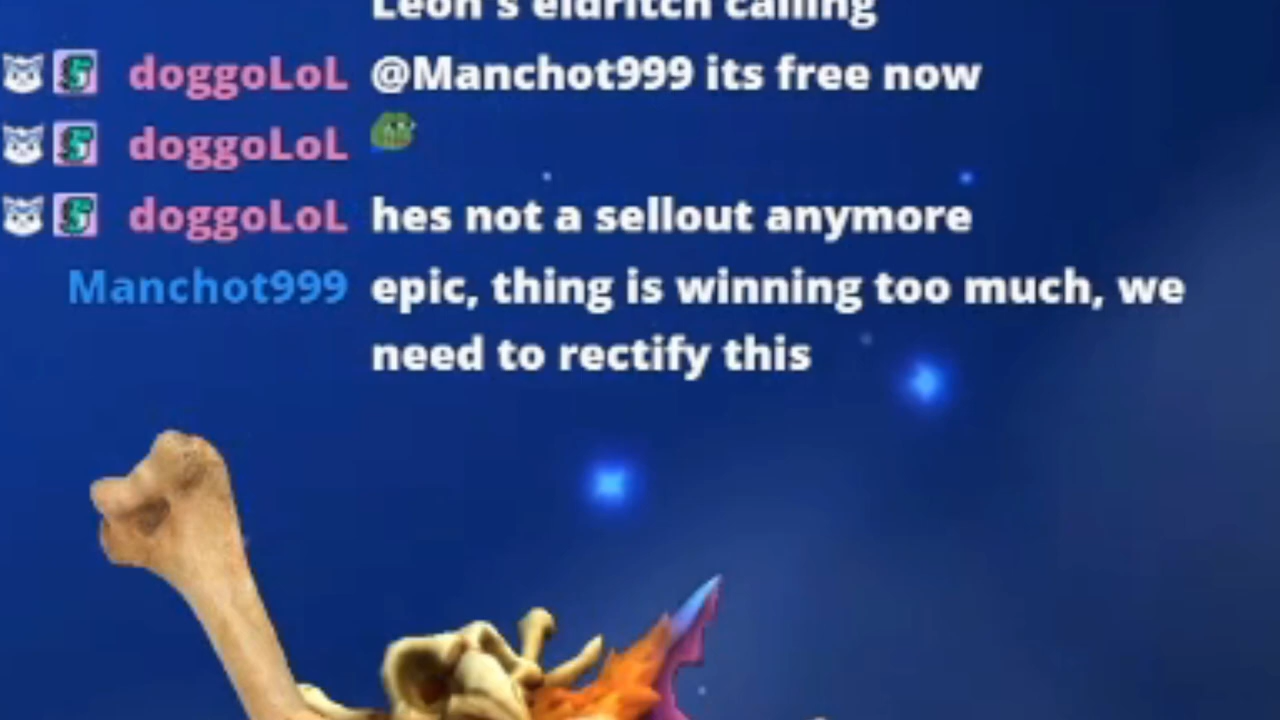 Leon's eldritch calling
doggoLoL @Manchot999 its free now
doggoLoL
doggoLoL hes not a sellout anymore
Manchot999 epic, thing is winning too much, we
need to rectify this